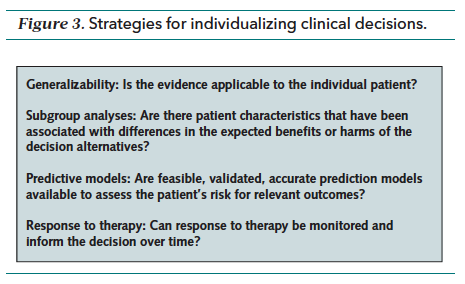 Figure 3. Strategies for individualizing clinical decisions.
Generalizability: Is the evidence applicable to the individual patient?
Subgroup analyses: Are there patient characteristics that have been
associated with differences in the expected benefits or harms of the
decision alternatives?
Predictive models: Are feasible, validated, accurate prediction models
available to assess the patient's risk for relevant outcomes?
Response to therapy: Can response to therapy be monitored and
inform the decision over time?